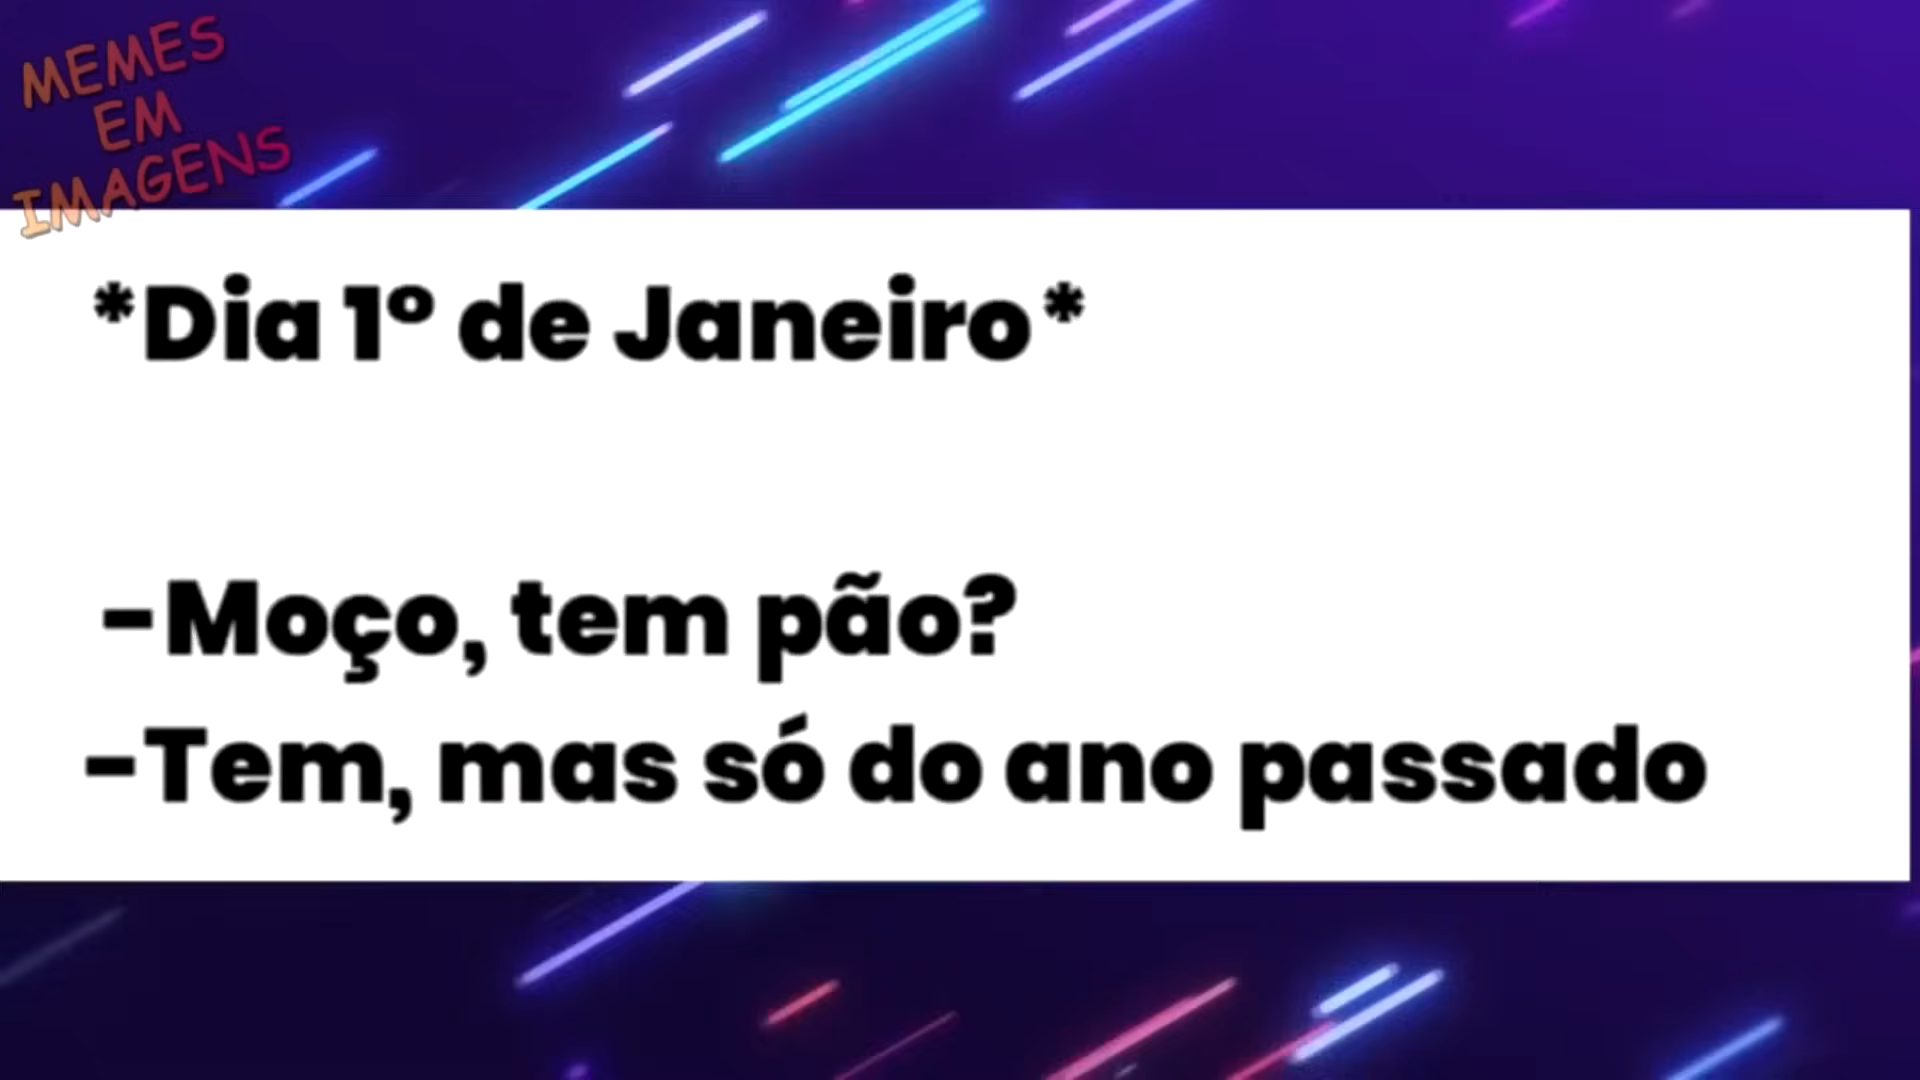 MEMES
EM
IMAGENS
*Dia 1º de Janeiro*
-Moço, tem pão?
-Tem, mas só do ano passado